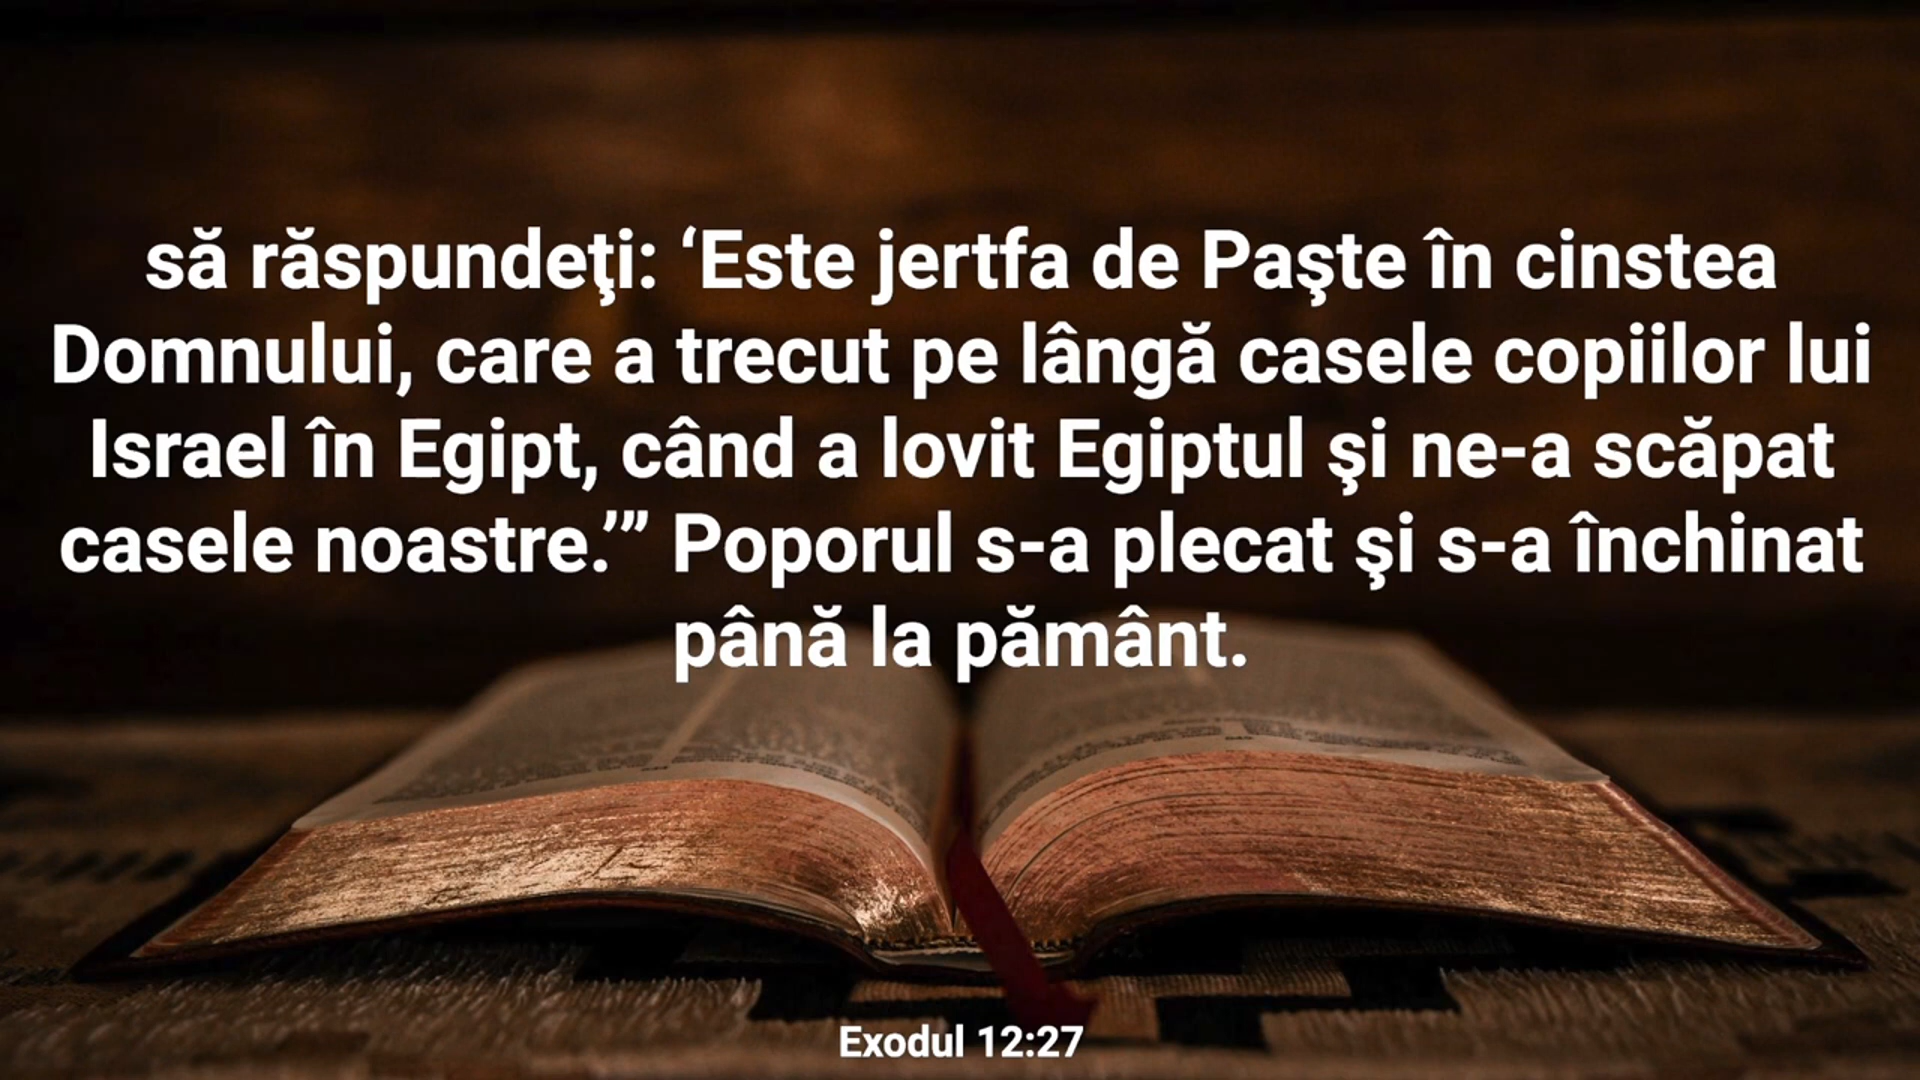 să răspundeţi: ‘Este jertfa de Paşte în cinstea
Domnului, care a trecut pe lângă casele copiilor lui
Israel în Egipt, când a lovit Egiptul şi ne-a scăpat
casele noastre.’” Poporul s-a plecat şi s-a închinat
până la pământ.
Exodul 12:27